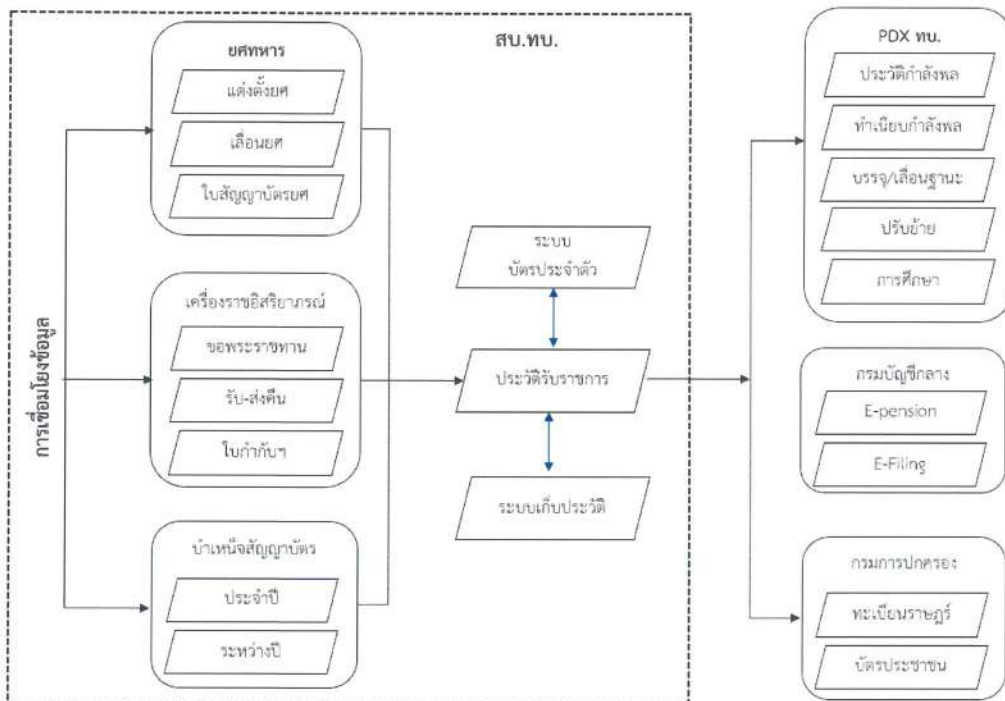 การเชื่อมโยงข้อมูล
สบ.ทบ.
ยศทหาร
แต่งตั้งยศ
เลื่อนยศ
ใบสัญญาบัตรยศ
เครื่องราชอิสริยาภรณ์
ขอพระราชทาน
รับ-ส่งคืน
ใบกำกับฯ
บำเหน็จสัญญาบัตร
ประจำปี
ระหว่างปี
ระบบ
บัตรประจำตัว
ประวัติรับราชการ
ระบบเก็บประวัติ
PDX ทบ.
ประวัติกำลังพล
ทำเนียบกำลังพล
บรรจุ/เลื่อนฐานะ
ปรับย้าย
การศึกษา
กรมบัญชีกลาง
E-pension
E-Filing
กรมการปกครอง
ทะเบียนราษฎร์
บัตรประชาชน